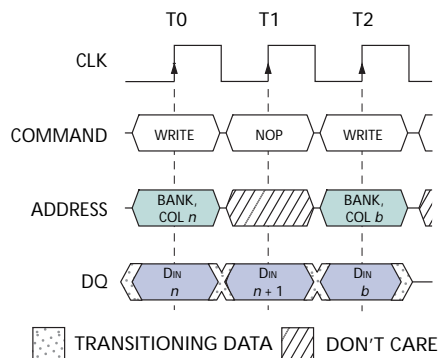 T0 T1 T2
CLK
COMMAND WRITE NOP WRITE
ADDRESS BANK, COL n BANK, COL b
DQ DIN n DIN n + 1 DIN b
TRANSITIONING DATA DON'T CARE